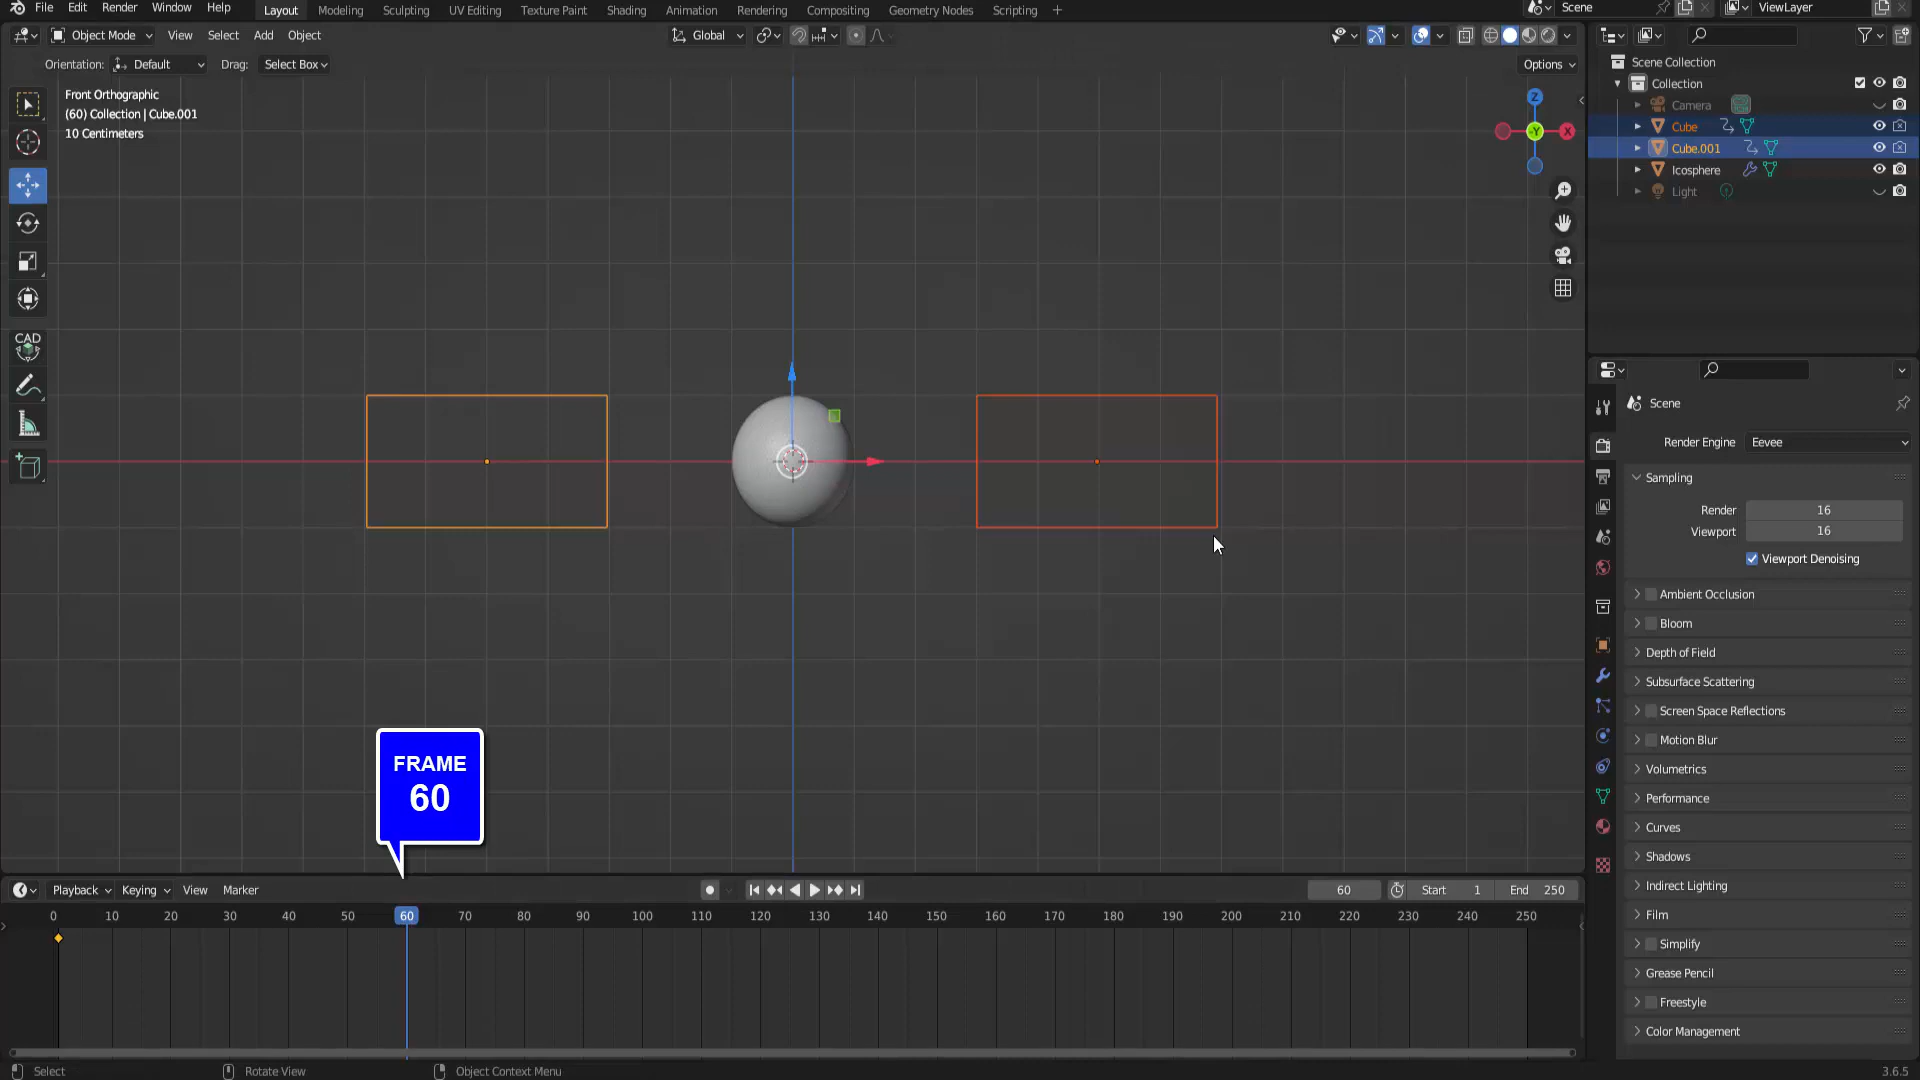 File Edit Render Window Help Layout Modeling Sculpting UV Editing Texture Paint Shading Animation Rendering Compositing Geometry Nodes Scripting + Scene ViewLayer
Object Mode View Select Add Object Global
Orientation: Default Drag: Select Box Options
Front Orthographic
(60) Collection | Cube.001
10 Centimeters
Z
Y
X
CAD
Scene Collection
Collection
Camera
Cube
Cube.001
Icosphere
Light
Scene
Render Engine Eevee
Sampling
Render 16
Viewport 16
Viewport Denoising
Ambient Occlusion
Bloom
Depth of Field
Subsurface Scattering
Screen Space Reflections
Motion Blur
Volumetrics
Performance
Curves
Shadows
Indirect Lighting
Film
Simplify
Grease Pencil
Freestyle
Color Management
FRAME
60
Playback Keying View Marker 60 Start 1 End 250
0 10 20 30 40 50 60 70 80 90 100 110 120 130 140 150 160 170 180 190 200 210 220 230 240 250
Select Rotate View Object Context Menu 3.6.5